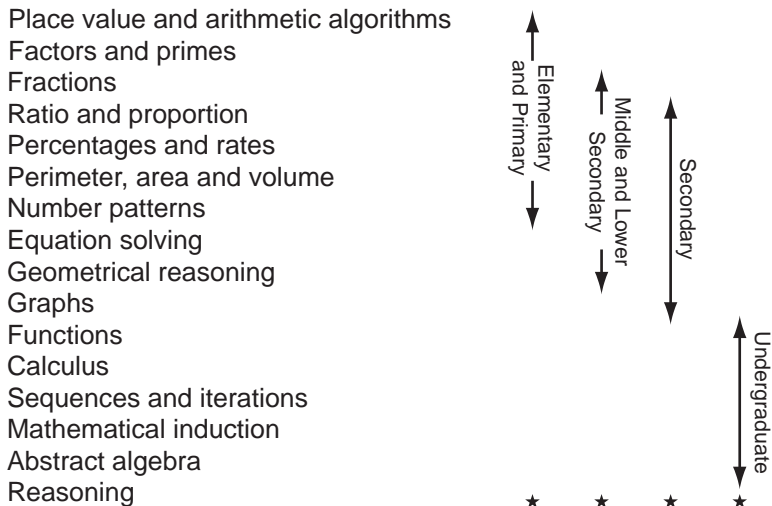 Place value and arithmetic algorithms
Factors and primes
Fractions
Ratio and proportion
Percentages and rates
Perimeter, area and volume
Number patterns
Equation solving
Geometrical reasoning
Graphs
Functions
Calculus
Sequences and iterations
Mathematical induction
Abstract algebra
Reasoning
Elementary
and Primary
Middle and Lower
Secondary
Secondary
Undergraduate